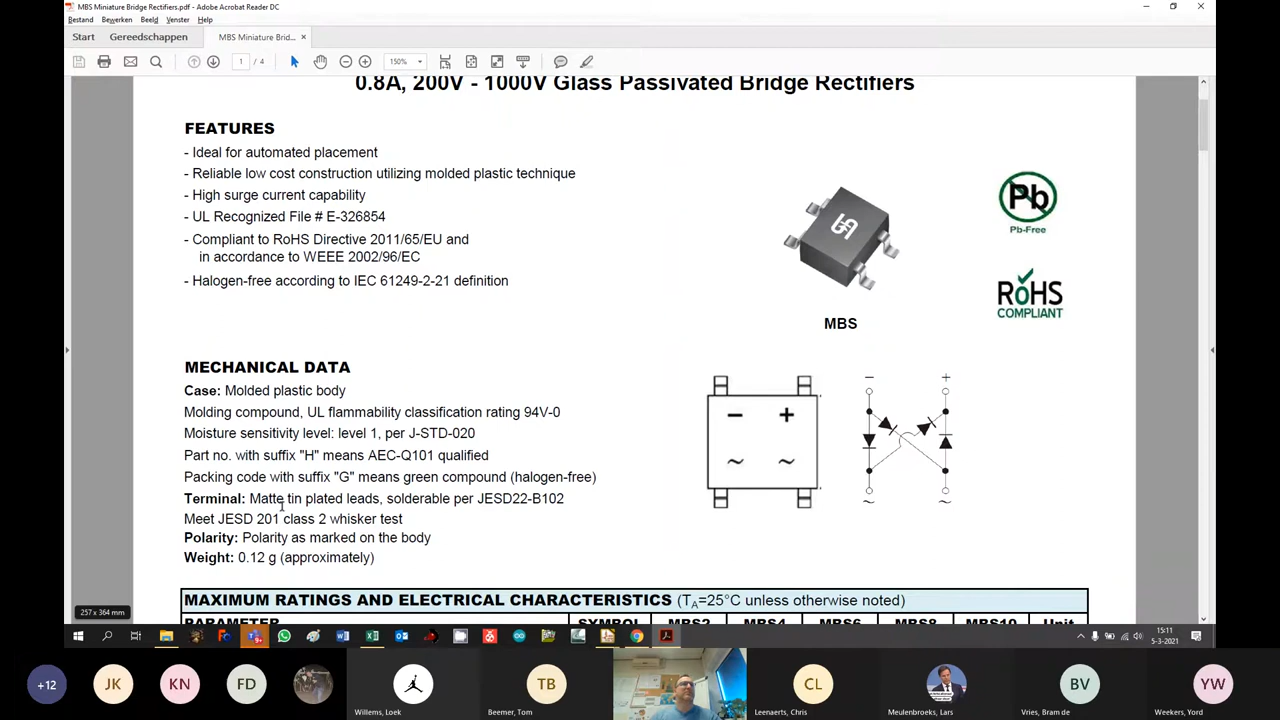 MBS Miniature Bridge Rectifiers.pdf - Adobe Acrobat Reader DC
Bestand Bewerken Beeld Venster Help
Start Gereedschappen MBS Miniature Brid... ×
1 / 4 150%
0.8A, 200V - 1000V Glass Passivated Bridge Rectifiers
FEATURES
- Ideal for automated placement
- Reliable low cost construction utilizing molded plastic technique
- High surge current capability
- UL Recognized File # E-326854
- Compliant to RoHS Directive 2011/65/EU and
in accordance to WEEE 2002/96/EC
- Halogen-free according to IEC 61249-2-21 definition
Pb
Pb-Free
RoHS
COMPLIANT
MBS
MECHANICAL DATA
Case: Molded plastic body
Molding compound, UL flammability classification rating 94V-0
Moisture sensitivity level: level 1, per J-STD-020
Part no. with suffix "H" means AEC-Q101 qualified
Packing code with suffix "G" means green compound (halogen-free)
Terminal: Matte tin plated leads, solderable per JESD22-B102
Meet JESD 201 class 2 whisker test
Polarity: Polarity as marked on the body
Weight: 0.12 g (approximately)
− +
~ ~
− +
~ ~
257 x 364 mm
MAXIMUM RATINGS AND ELECTRICAL CHARACTERISTICS (TA=25°C unless otherwise noted)
PARAMETER SYMBOL MBS2 MBS4 MBS6 MBS8 MBS10 Unit
15:11
5-3-2021
+12 JK KN FD TB CL BV YW
Willems, Loek Beemer, Tom Leenaerts, Chris Meulenbroeks, Lars Vries, Bram de Weekers, Yord